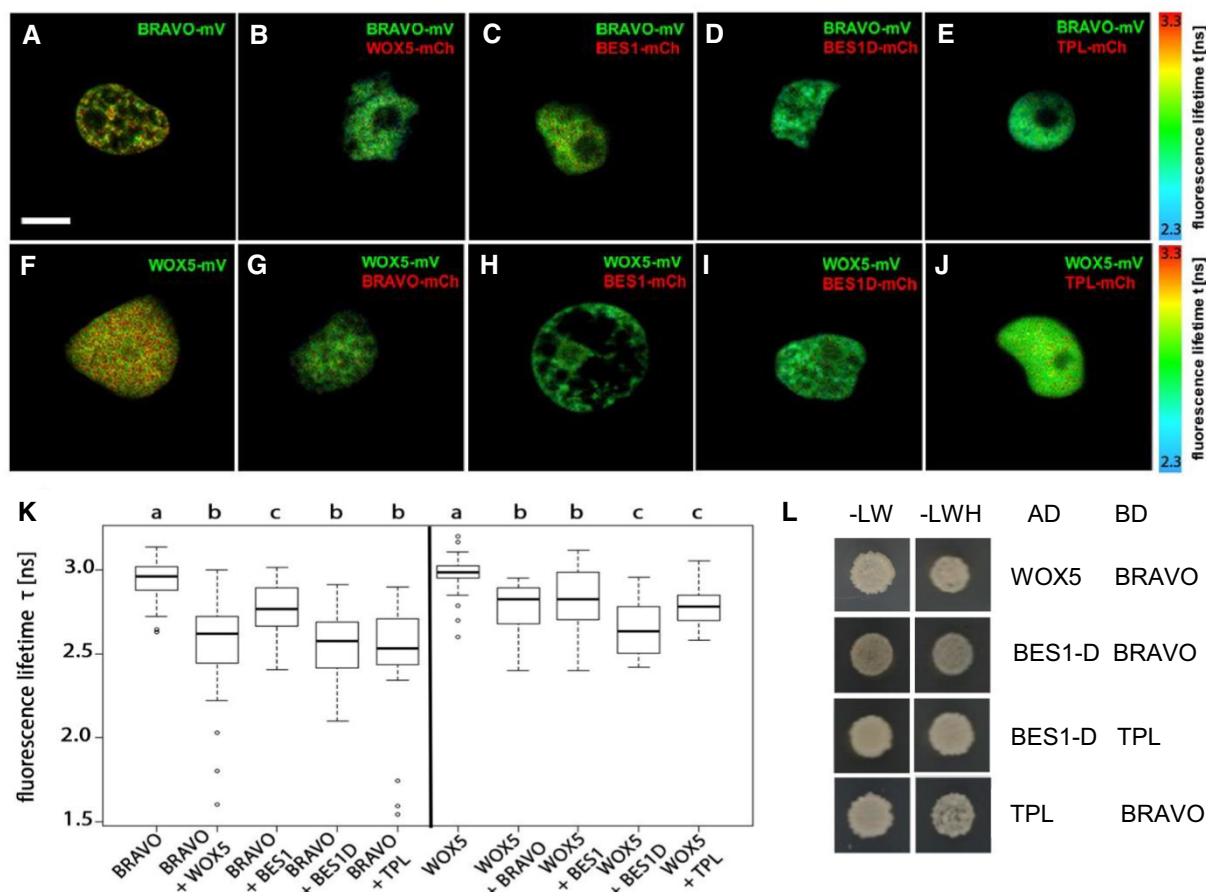 A BRAVO-mV
B BRAVO-mV
WOX5-mCh
C BRAVO-mV
BES1-mCh
D BRAVO-mV
BES1D-mCh
E BRAVO-mV
TPL-mCh
3.3
2.3
fluorescence lifetime t [ns]
F WOX5-mV
G WOX5-mV
BRAVO-mCh
H WOX5-mV
BES1-mCh
I WOX5-mV
BES1D-mCh
J WOX5-mV
TPL-mCh
3.3
2.3
fluorescence lifetime t [ns]
K
a b c b b a b b c c
fluorescence lifetime τ [ns]
3.0
2.5
2.0
1.5
BRAVO
BRAVO
+ WOX5
BRAVO
+ BES1
BRAVO
+ BES1D
BRAVO
+ TPL
WOX5
WOX5
+ BRAVO
WOX5
+ BES1
WOX5
+ BES1D
WOX5
+ TPL
L -LW -LWH AD BD
WOX5 BRAVO
BES1-D BRAVO
BES1-D TPL
TPL BRAVO